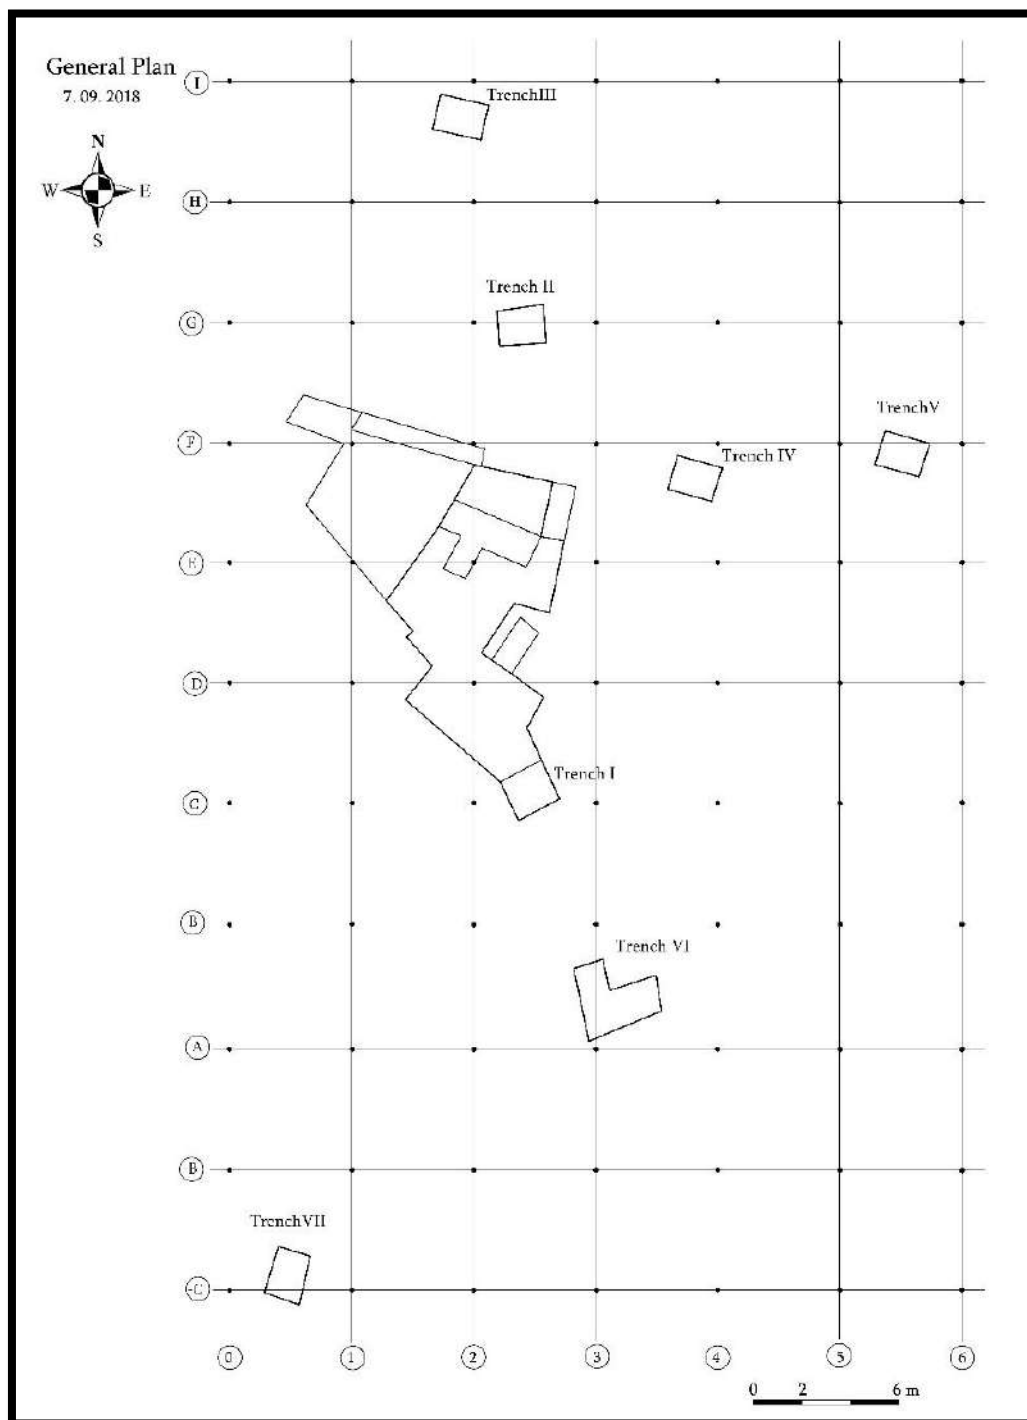 General Plan
7. 09. 2018
N
W E
S
I
TrenchIII
H
Trench II
G
TrenchV
F
Trench IV
E
D
Trench I
C
B
Trench VI
A
B
TrenchVII
-C
0 1 2 3 4 5 6
0 2 6 m